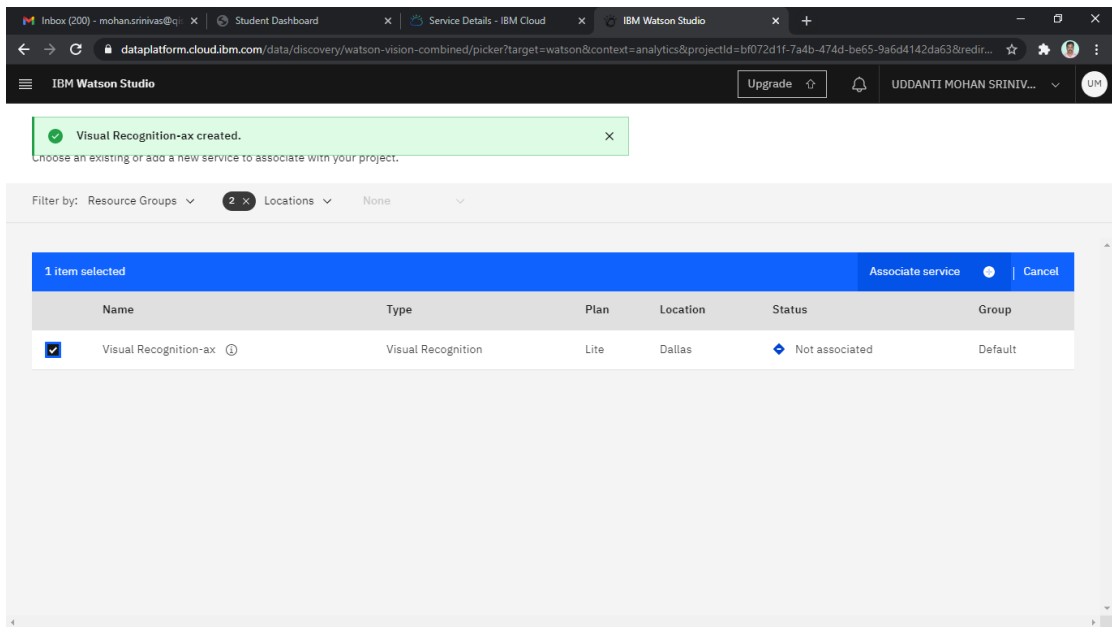 Inbox (200) - mohan.srinivas@qi
Student Dashboard
Service Details - IBM Cloud
IBM Watson Studio
dataplatform.cloud.ibm.com/data/discovery/watson-vision-combined/picker?target=watson&context=analytics&projectId=bf072d1f-7a4b-474d-be65-9a6d4142da63&redir...
IBM Watson Studio
Upgrade
UDDANTI MOHAN SRINIV...
UM
Visual Recognition-ax created.
Choose an existing or add a new service to associate with your project.
Filter by: Resource Groups 2 × Locations None
1 item selected Associate service | Cancel
Name Type Plan Location Status Group
Visual Recognition-ax Visual Recognition Lite Dallas Not associated Default